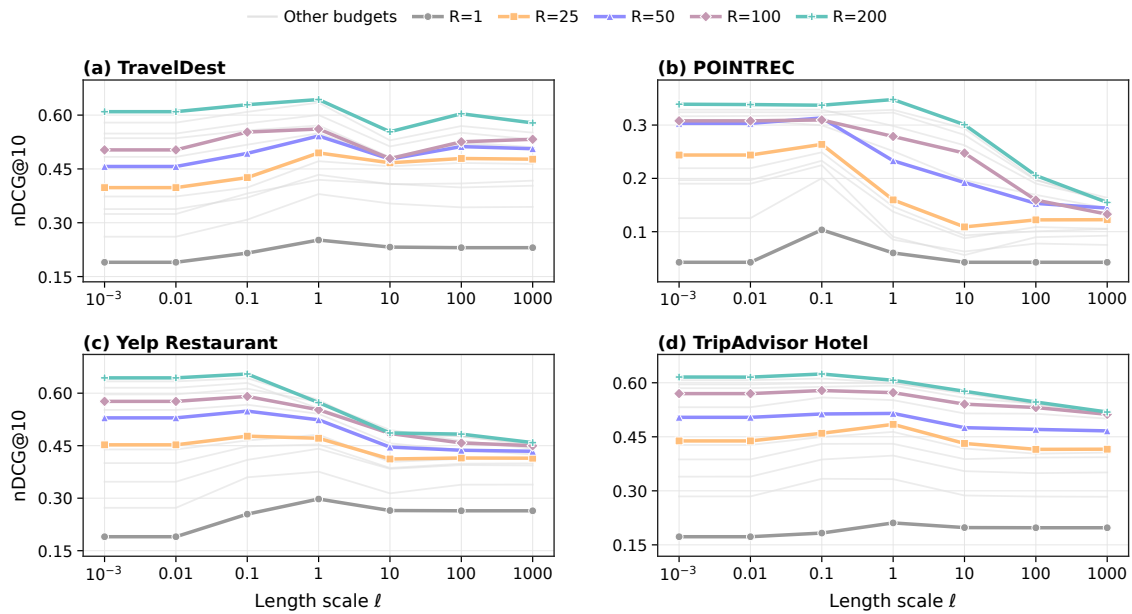 Other budgets R=1 R=25 R=50 R=100 R=200
(a) TravelDest
nDCG@10
0.60
0.45
0.30
0.15
10⁻³ 0.01 0.1 1 10 100 1000
(b) POINTREC
0.3
0.2
0.1
10⁻³ 0.01 0.1 1 10 100 1000
(c) Yelp Restaurant
nDCG@10
0.60
0.45
0.30
0.15
10⁻³ 0.01 0.1 1 10 100 1000
Length scale ℓ
(d) TripAdvisor Hotel
0.60
0.45
0.30
0.15
10⁻³ 0.01 0.1 1 10 100 1000
Length scale ℓ